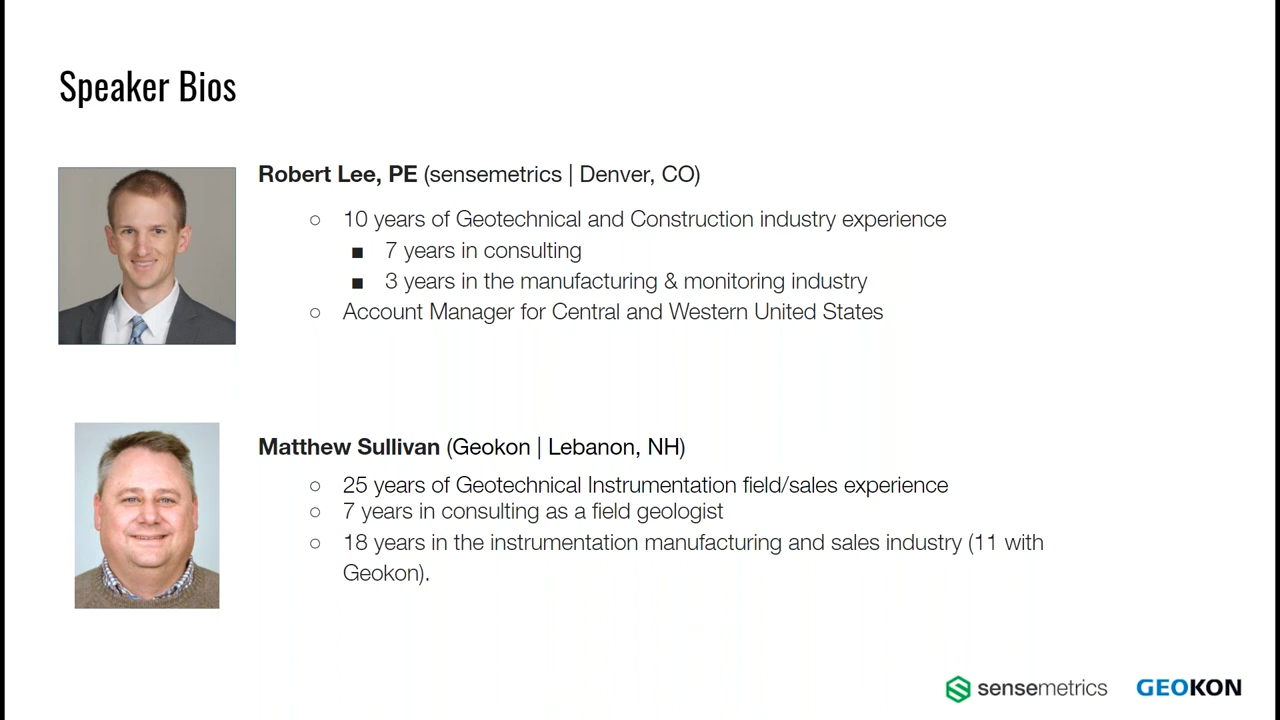 Speaker Bios
Robert Lee, PE (sensemetrics | Denver, CO)
○ 10 years of Geotechnical and Construction industry experience
■ 7 years in consulting
■ 3 years in the manufacturing & monitoring industry
○ Account Manager for Central and Western United States
Matthew Sullivan (Geokon | Lebanon, NH)
○ 25 years of Geotechnical Instrumentation field/sales experience
○ 7 years in consulting as a field geologist
○ 18 years in the instrumentation manufacturing and sales industry (11 with
Geokon).
sensemetrics GEOKON